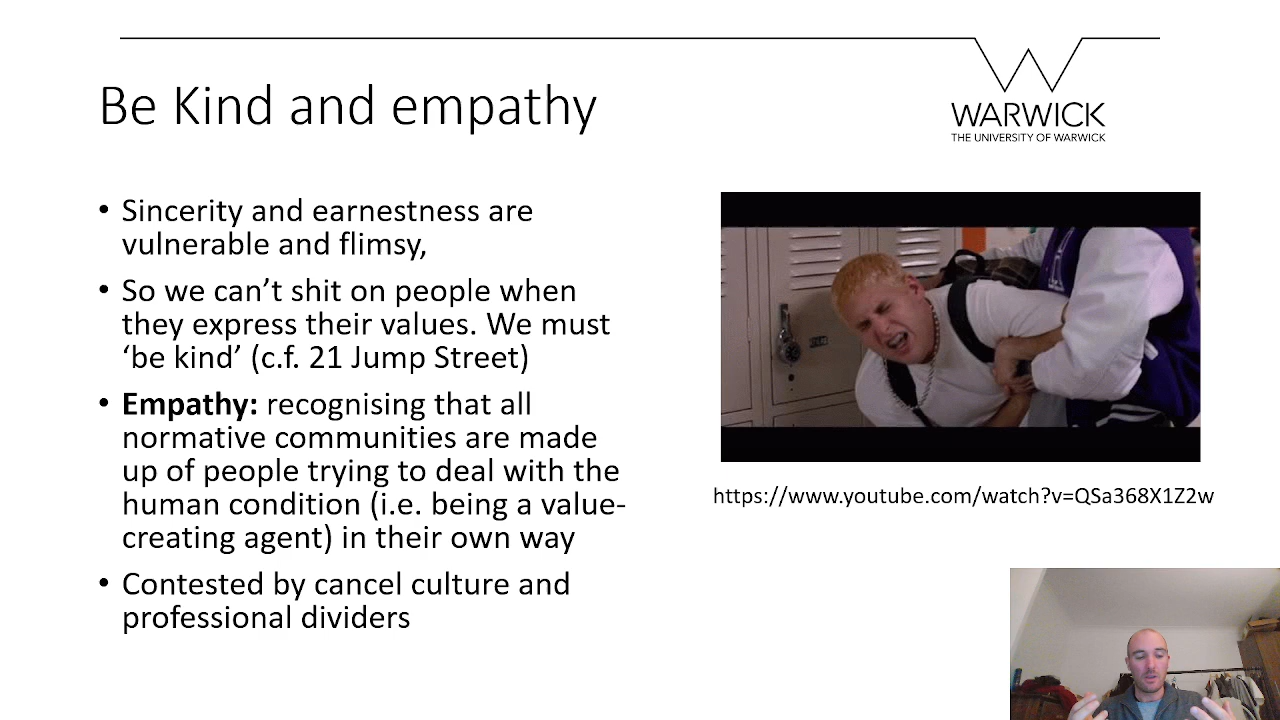 WARWICK
THE UNIVERSITY OF WARWICK
Be Kind and empathy
• Sincerity and earnestness are
vulnerable and flimsy,
• So we can’t shit on people when
they express their values. We must
‘be kind’ (c.f. 21 Jump Street)
• Empathy: recognising that all
normative communities are made
up of people trying to deal with the
human condition (i.e. being a value-
creating agent) in their own way
• Contested by cancel culture and
professional dividers
https://www.youtube.com/watch?v=QSa368X1Z2w